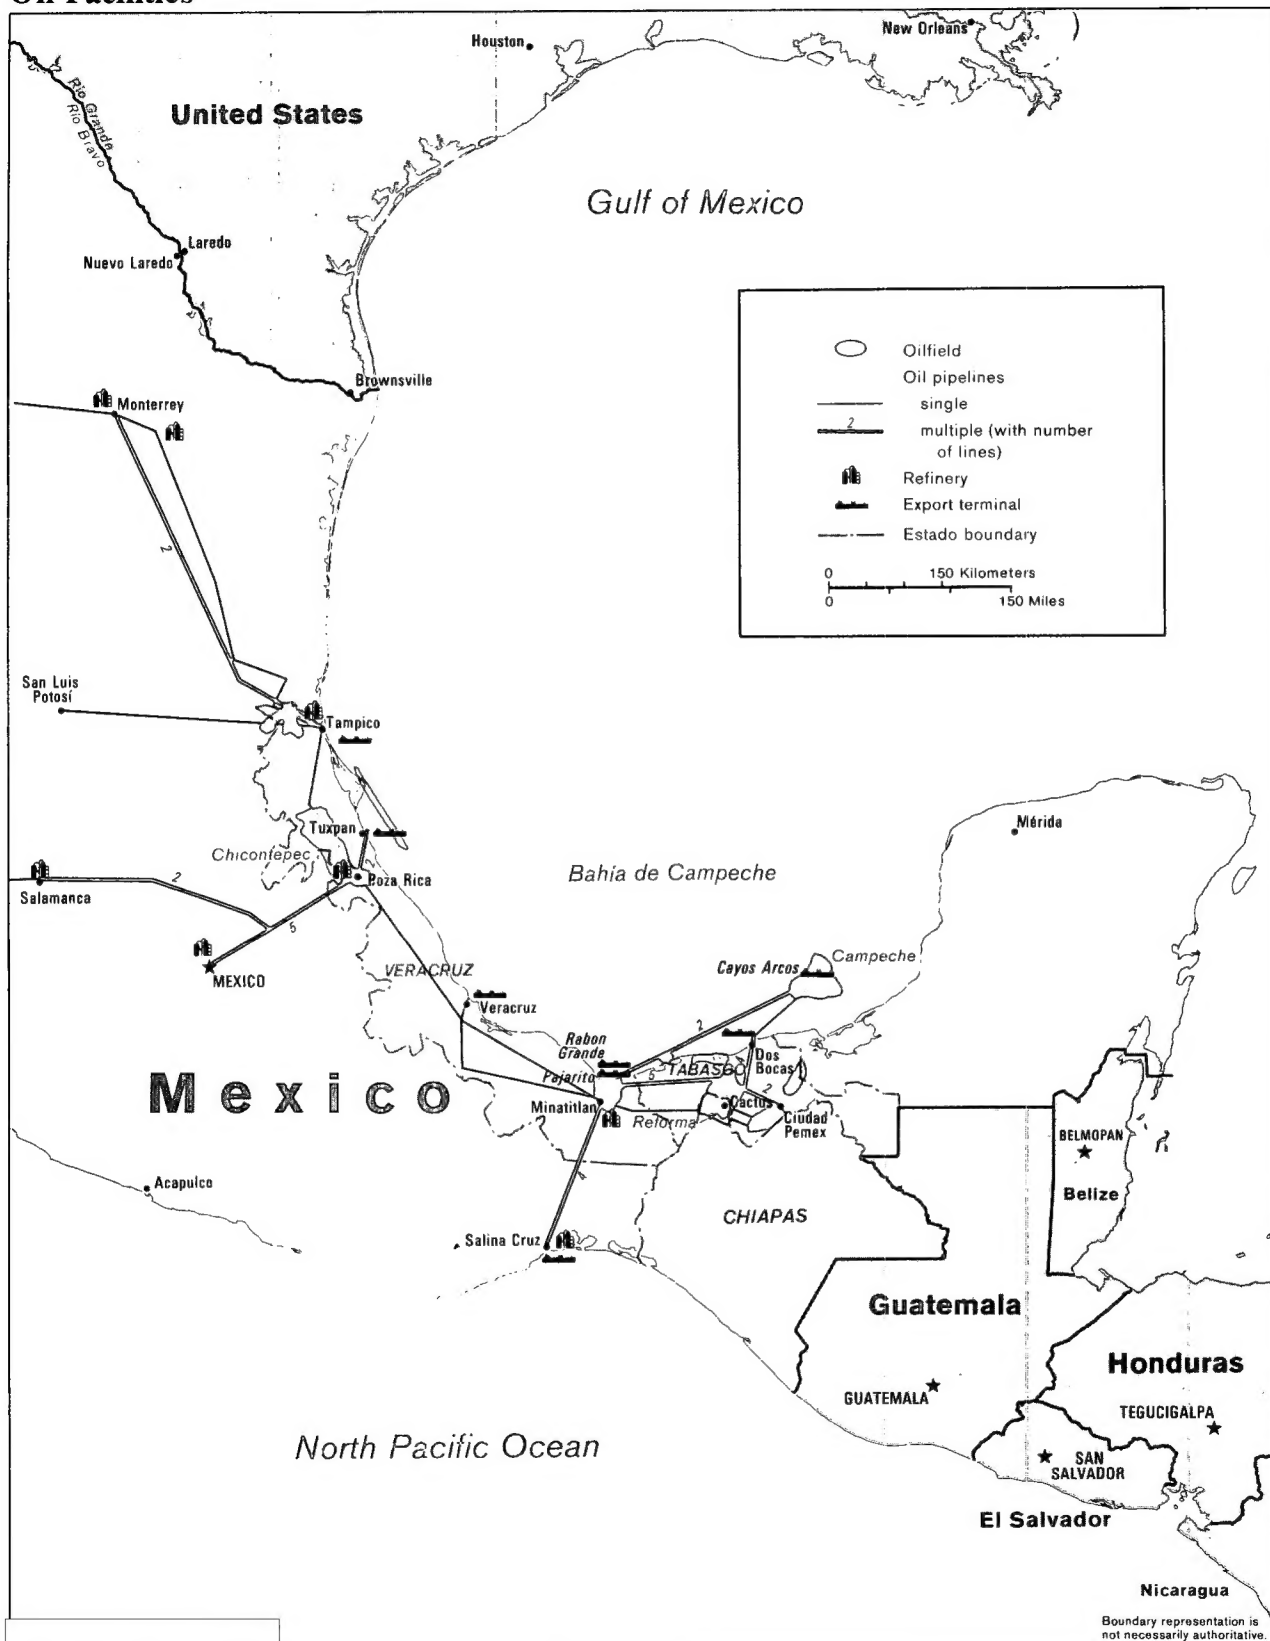 Oil Facilities
Houston
New Orleans
Rio Grande
Rio Bravo
United States
Gulf of Mexico
Laredo
Nuevo Laredo
Brownsville
Oilfield
Oil pipelines
single
2
multiple (with number
of lines)
Refinery
Export terminal
Estado boundary
0
150 Kilometers
0
150 Miles
Monterrey
2
San Luis
Potosí
Tampico
Tuxpan
Chicontepec
Poza Rica
Mérida
Bahía de Campeche
Salamanca
2
5
MEXICO
VERACRUZ
Veracruz
Cayos Arcos
Campeche
2
Rabon
Grande
Pajarito
5
TABASCO
Dos
Bocas
2
Mexico
Minatitlan
Cactus
Ciudad
Pemex
Reforma
BELMOPAN
Belize
Acapulco
CHIAPAS
Salina Cruz
Guatemala
Honduras
GUATEMALA
TEGUCIGALPA
North Pacific Ocean
SAN
SALVADOR
El Salvador
Nicaragua
Boundary representation is
not necessarily authoritative.